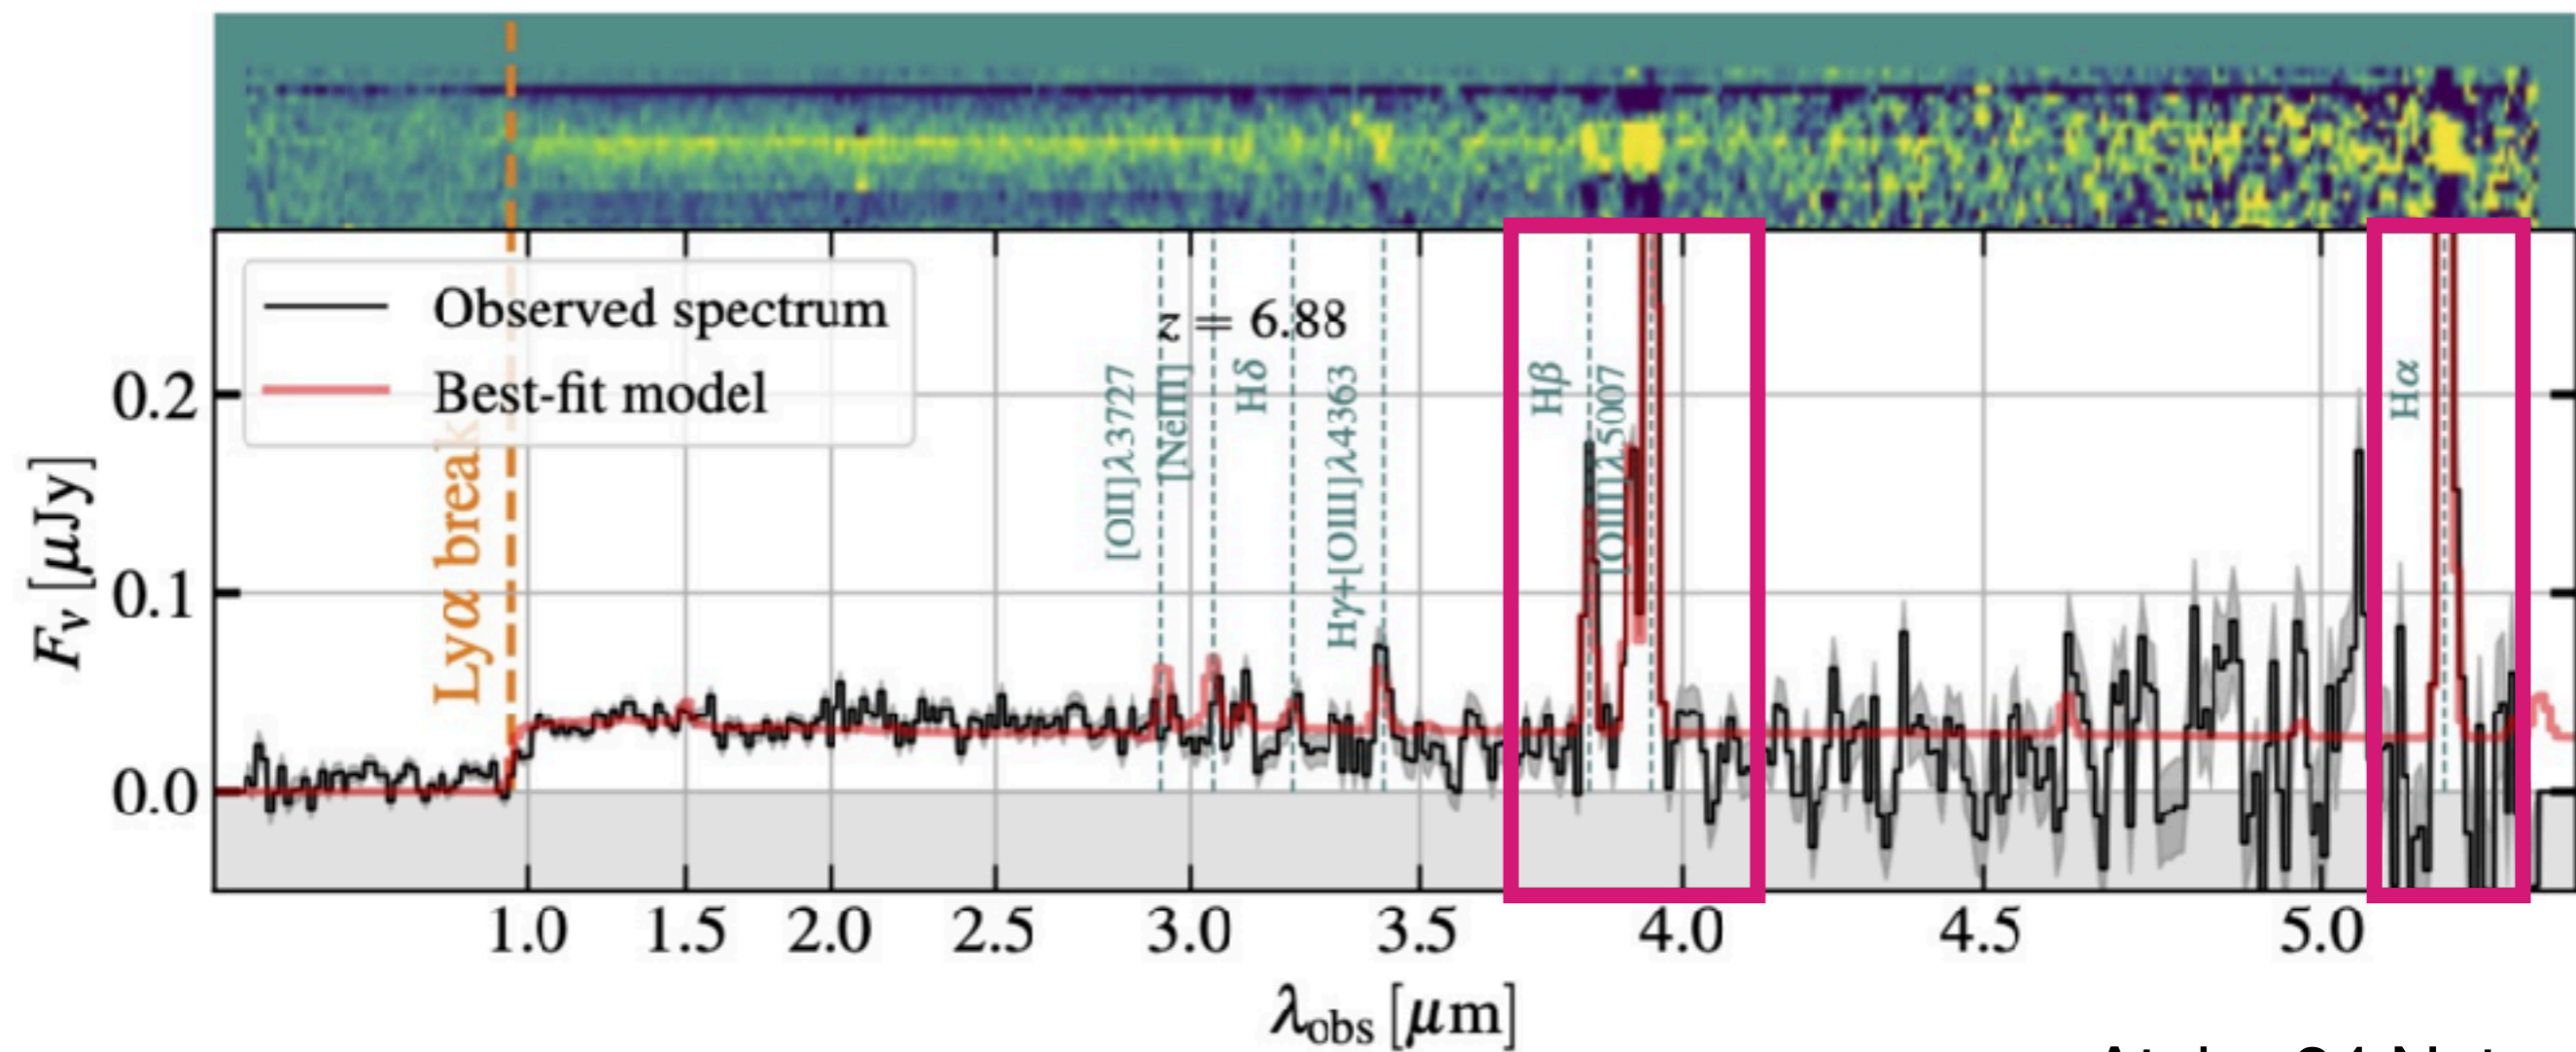 Observed spectrum
Best-fit model
Lyα break
z = 6.88
[OII]λ3727
[NeIII]
Hδ
Hγ+[OIII]λ4363
Hβ
[OIII]λ5007
Hα
0.2
0.1
0.0
Fν [μJy]
1.0 1.5 2.0 2.5 3.0 3.5 4.0 4.5 5.0
λobs [μm]